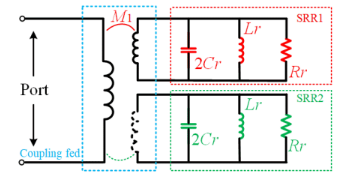 M1
SRR1
Lr
2Cr
Rr
Port
SRR2
Lr
2Cr
Rr
Coupling fed